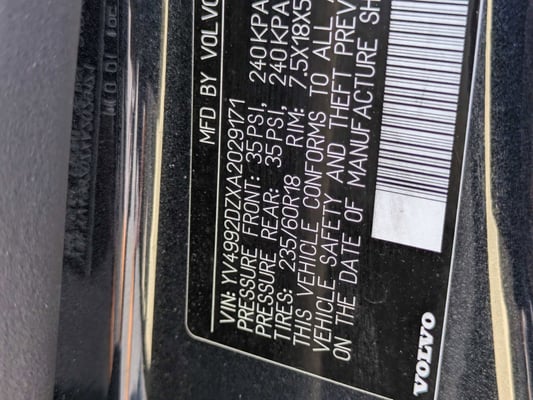 MFD BY VOLVO
VIN: YV4992DZXA2029171
PRESSURE FRONT: 35PSI, 240KPA
PRESSURE REAR: 35PSI, 240KPA
TIRES: 235/60R18 RIM: 7.5X18X5
THIS VEHICLE CONFORMS TO ALL
VEHICLE SAFETY AND THEFT PREV
ON THE DATE OF MANUFACTURE SH
VOLVO